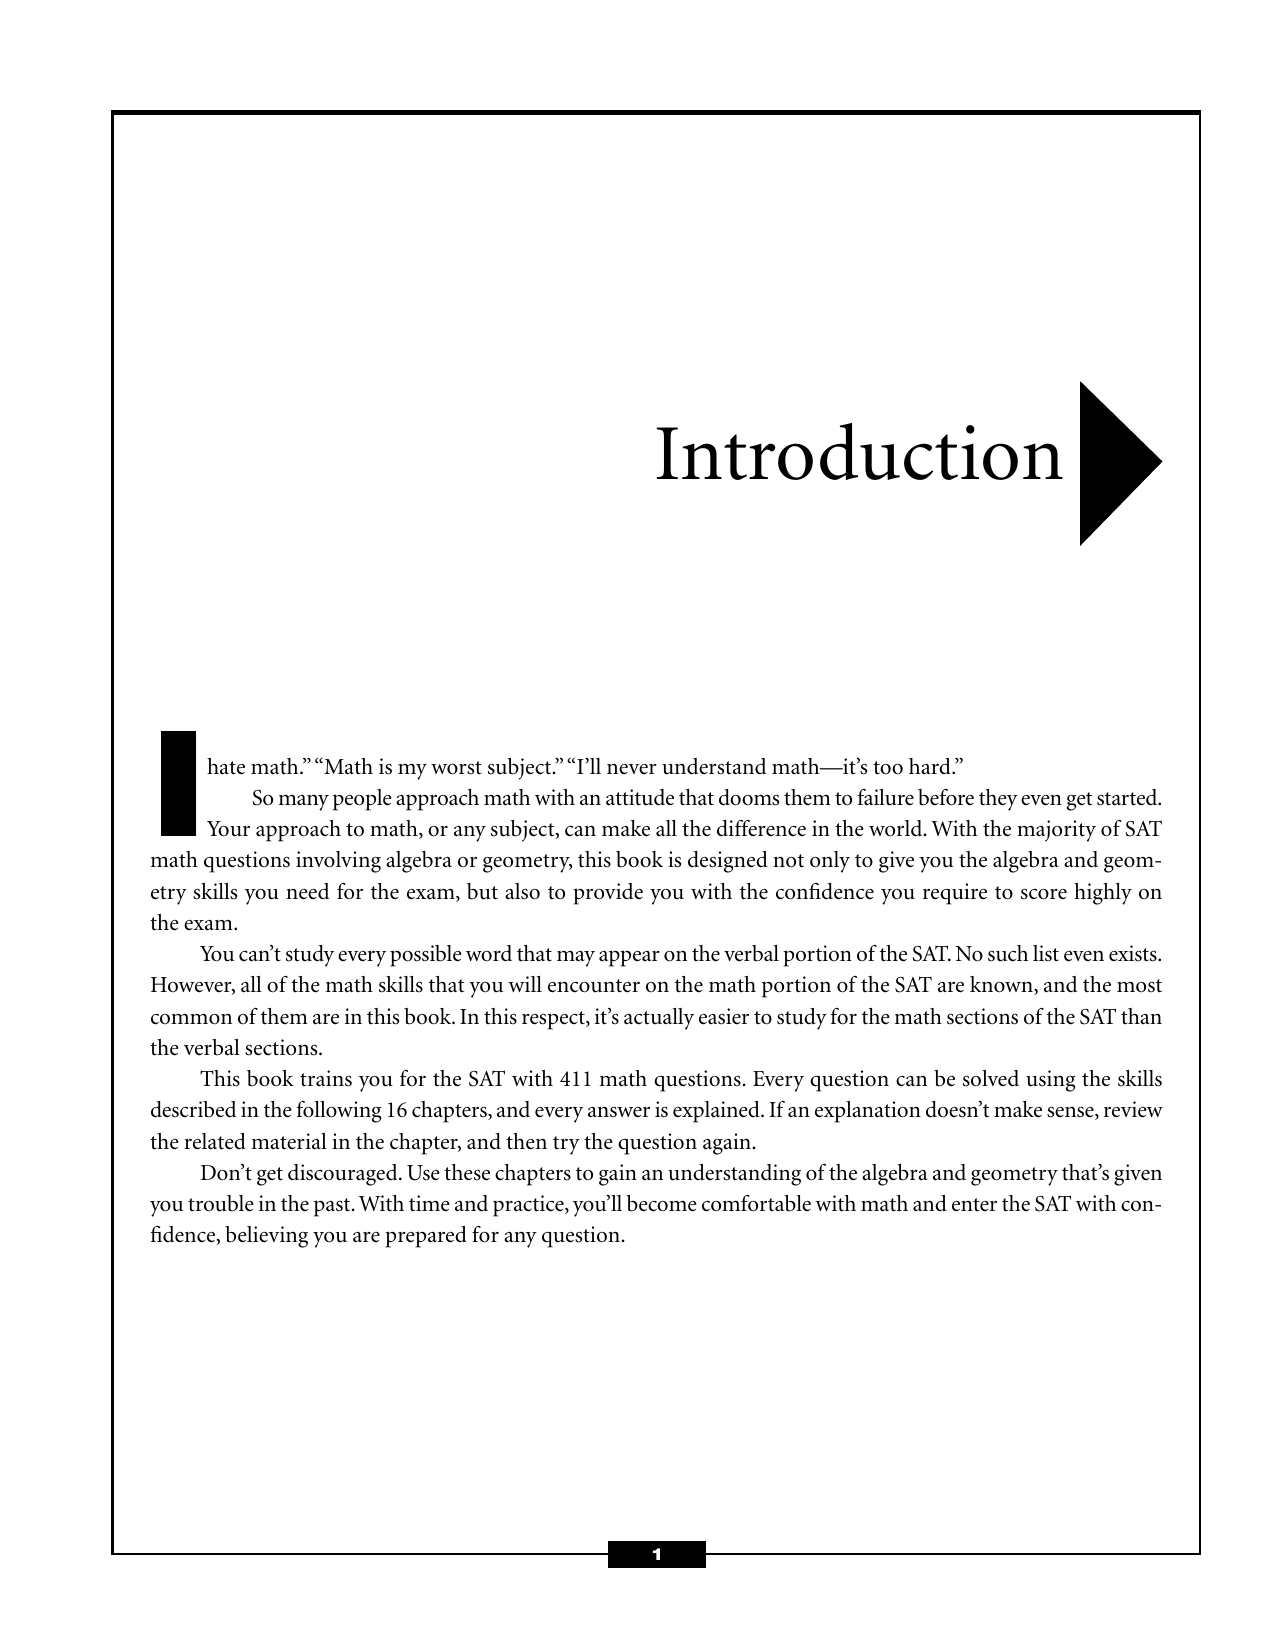 Introduction
I hate math.” “Math is my worst subject.” “I’ll never understand math—it’s too hard.”
So many people approach math with an attitude that dooms them to failure before they even get started.
Your approach to math, or any subject, can make all the difference in the world. With the majority of SAT
math questions involving algebra or geometry, this book is designed not only to give you the algebra and geom-
etry skills you need for the exam, but also to provide you with the confidence you require to score highly on
the exam.
You can’t study every possible word that may appear on the verbal portion of the SAT. No such list even exists.
However, all of the math skills that you will encounter on the math portion of the SAT are known, and the most
common of them are in this book. In this respect, it’s actually easier to study for the math sections of the SAT than
the verbal sections.
This book trains you for the SAT with 411 math questions. Every question can be solved using the skills
described in the following 16 chapters, and every answer is explained. If an explanation doesn’t make sense, review
the related material in the chapter, and then try the question again.
Don’t get discouraged. Use these chapters to gain an understanding of the algebra and geometry that’s given
you trouble in the past. With time and practice, you’ll become comfortable with math and enter the SAT with con-
fidence, believing you are prepared for any question.
1